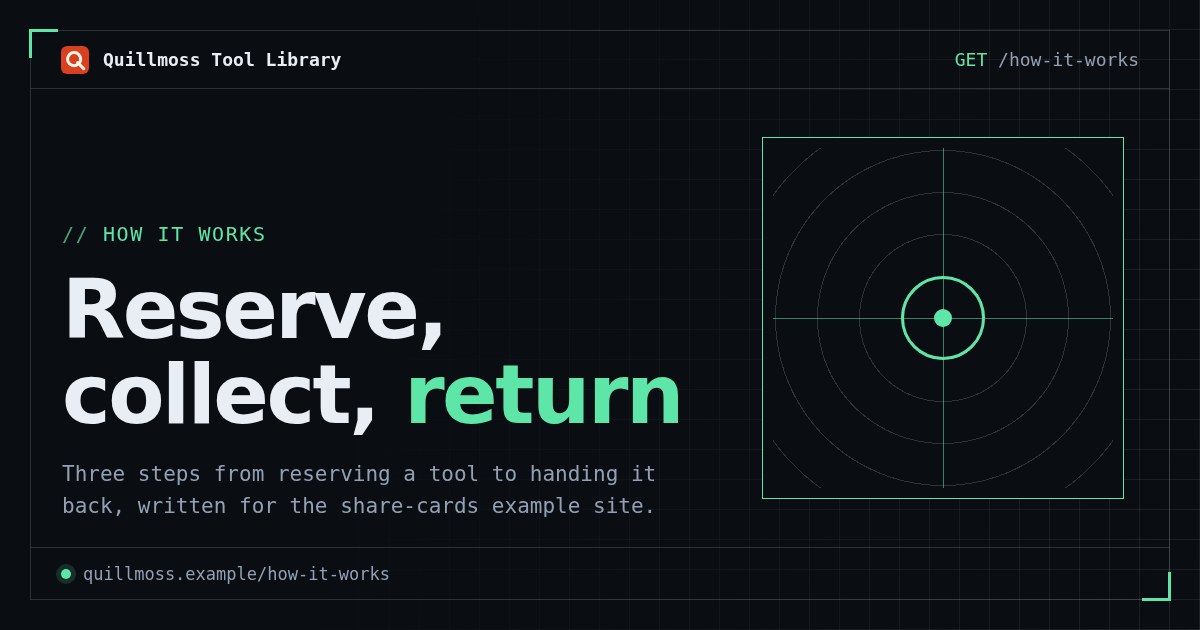 Quillmoss Tool Library
GET /how-it-works
// HOW IT WORKS
Reserve,
collect, return
Three steps from reserving a tool to handing it
back, written for the share-cards example site.
quillmoss.example/how-it-works